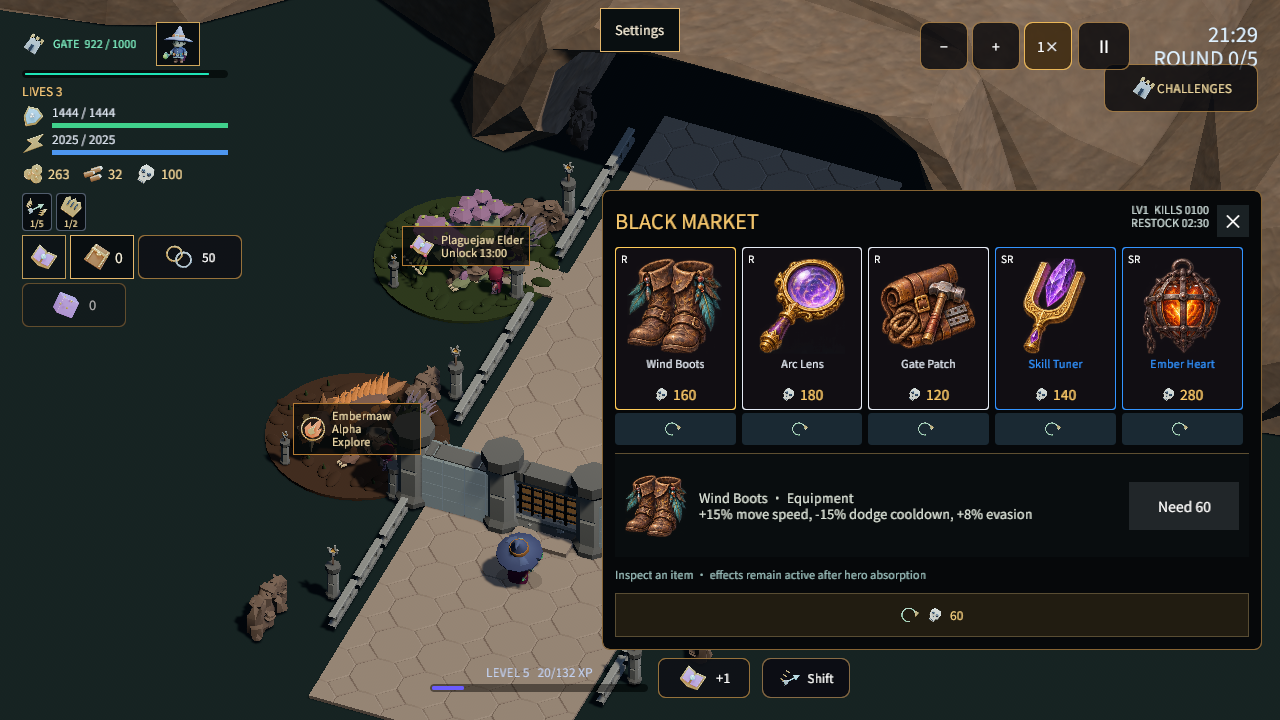 GATE 922 / 1000
Settings
−
+
1×
21:29
ROUND 0/5
CHALLENGES
LIVES 3
1444 / 1444
2025 / 2025
263
32
100
1/5
1/2
0
50
0
Plaguejaw Elder
Unlock 13:00
Embermaw
Alpha
Explore
BLACK MARKET
LV1 KILLS 0100
RESTOCK 02:30
R
R
R
SR
SR
Wind Boots
Arc Lens
Gate Patch
Skill Tuner
Ember Heart
160
180
120
140
280
Wind Boots · Equipment
+15% move speed, -15% dodge cooldown, +8% evasion
Need 60
Inspect an item · effects remain active after hero absorption
60
LEVEL 5 20/132 XP
+1
Shift